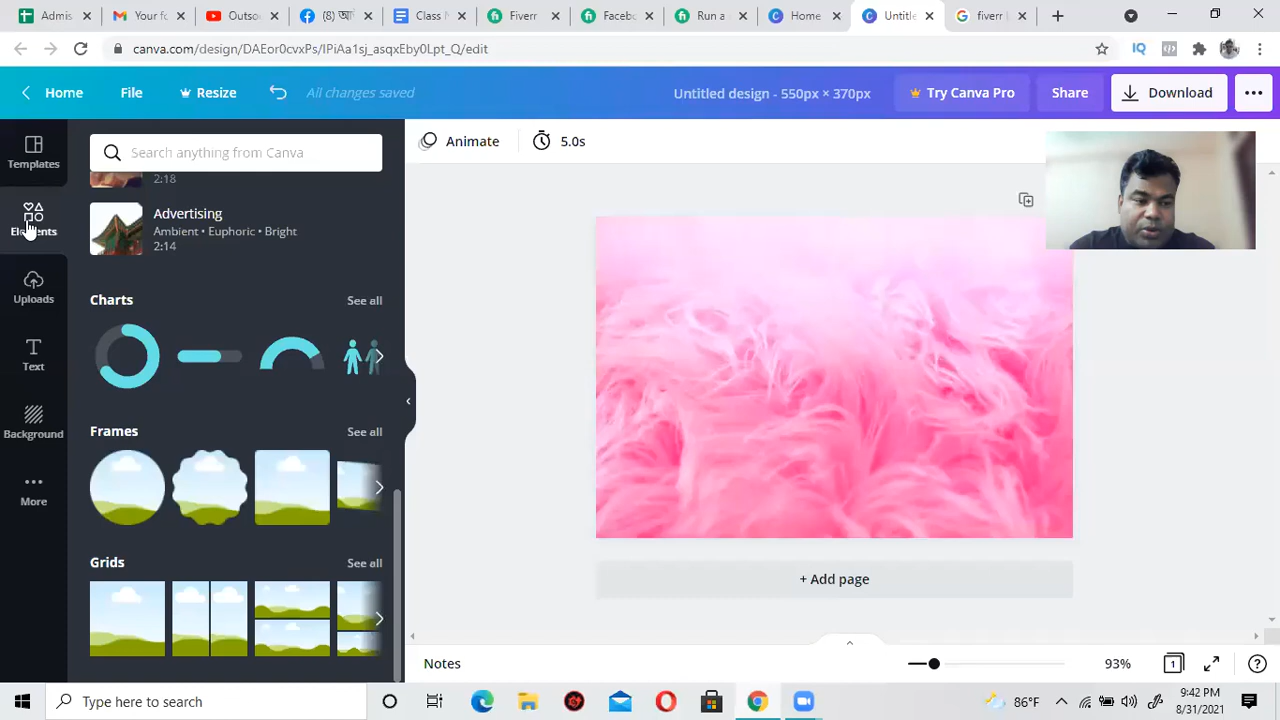 Admis
Your fo
Outso
(8) আ
Class N
Fiverr
Faceb
Run a
Home
Untitle
fiverr
canva.com/design/DAEor0cvxPs/IPiAa1sj_asqxEby0Lpt_Q/edit
Home
File
Resize
All changes saved
Untitled design - 550px × 370px
Try Canva Pro
Share
Download
Templates
Search anything from Canva
Animate
5.0s
2:18
Elements
Advertising
Ambient • Euphoric • Bright
2:14
Uploads
Charts
See all
Text
Background
Frames
See all
More
Grids
See all
+ Add page
Notes
93%
1
Type here to search
86°F
9:42 PM
8/31/2021